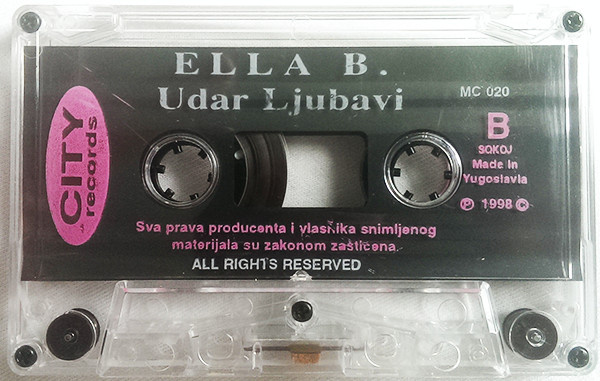 ELLA B.
Udar Ljubavi
MC 020
CITY
records
B
SOKOJ
Made In
Yugoslavia
℗ 1998 ©
Sva prava producenta i vlasnika snimljenog
materijala su zakonom zasticena
ALL RIGHTS RESERVED